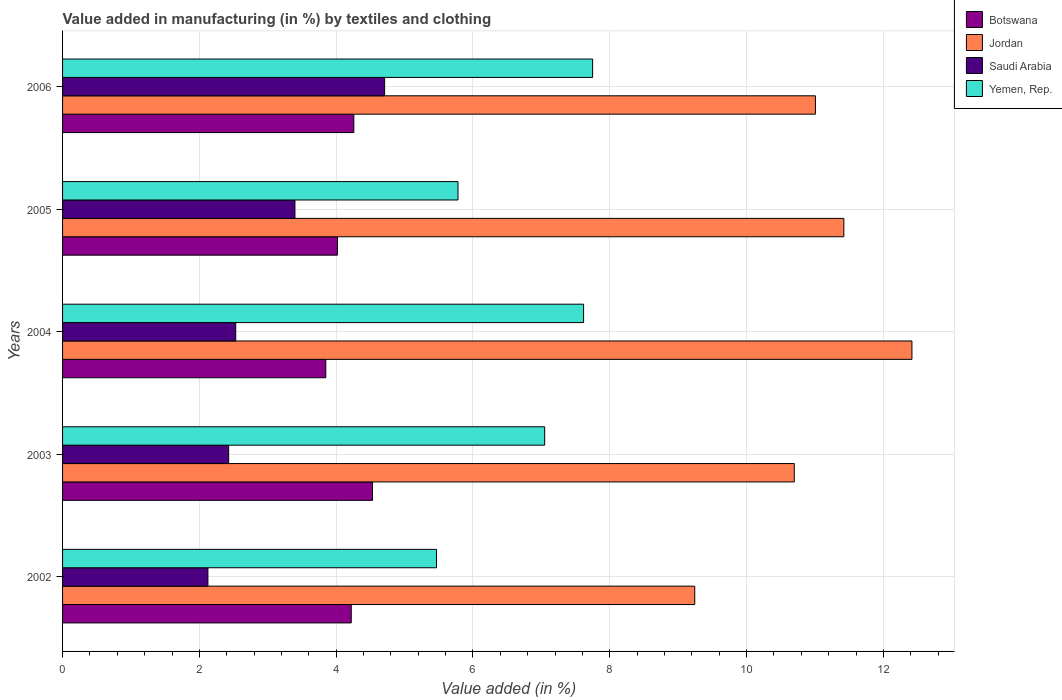 Value added in manufacturing (in %) by textiles and clothing
Botswana
Jordan
Saudi Arabia
Yemen, Rep.
Years
2006
2005
2004
2003
2002
0
2
4
6
8
10
12
Value added (in %)